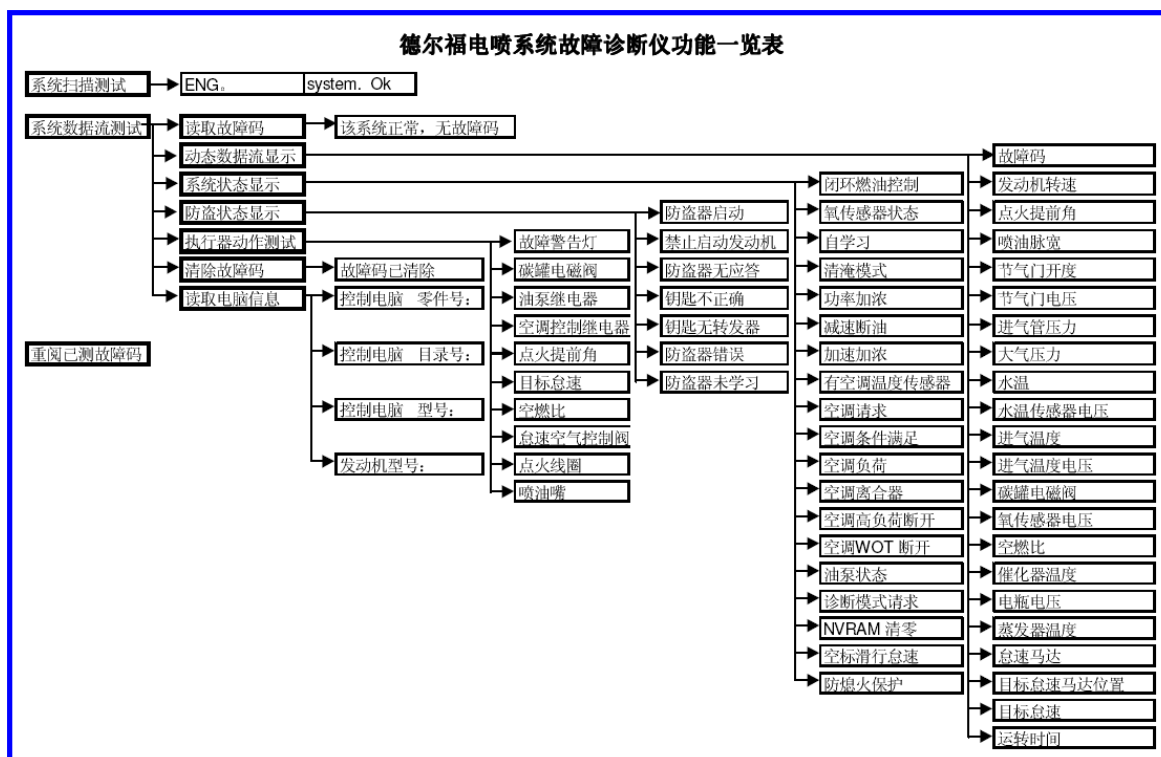 德尔福电喷系统故障诊断仪功能一览表
系统扫描测试
ENG。
system. Ok
系统数据流测试
读取故障码
该系统正常，无故障码
动态数据流显示
系统状态显示
防盗状态显示
执行器动作测试
清除故障码
故障码已清除
读取电脑信息
控制电脑 零件号:
控制电脑 目录号:
控制电脑 型号:
发动机型号:
重阅已测故障码
故障警告灯
碳罐电磁阀
油泵继电器
空调控制继电器
点火提前角
目标怠速
空燃比
怠速空气控制阀
点火线圈
喷油嘴
防盗器启动
禁止启动发动机
防盗器无应答
钥匙不正确
钥匙无转发器
防盗器错误
防盗器未学习
闭环燃油控制
氧传感器状态
自学习
清淹模式
功率加浓
减速断油
加速加浓
有空调温度传感器
空调请求
空调条件满足
空调负荷
空调离合器
空调高负荷断开
空调WOT 断开
油泵状态
诊断模式请求
NVRAM 清零
空标滑行怠速
防熄火保护
故障码
发动机转速
点火提前角
喷油脉宽
节气门开度
节气门电压
进气管压力
大气压力
水温
水温传感器电压
进气温度
进气温度电压
碳罐电磁阀
氧传感器电压
空燃比
催化器温度
电瓶电压
蒸发器温度
怠速马达
目标怠速马达位置
目标怠速
运转时间